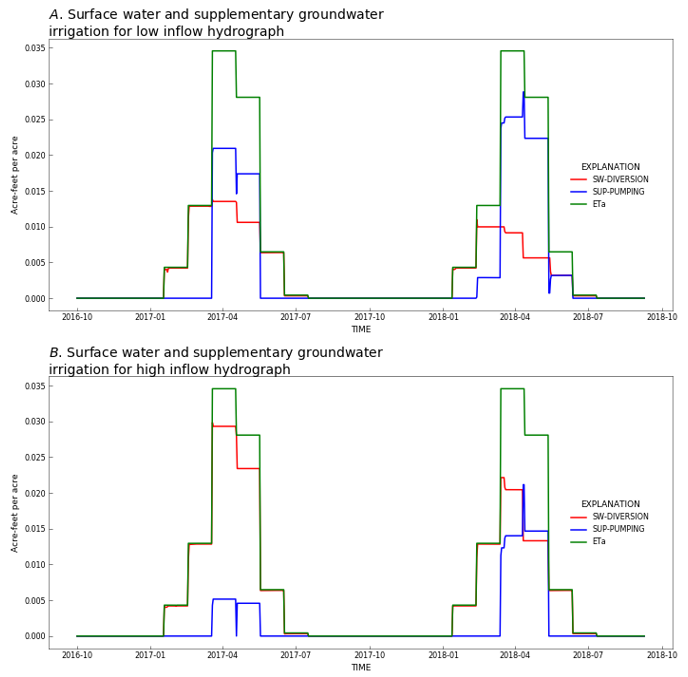 A. Surface water and supplementary groundwater
irrigation for low inflow hydrograph
0.035
0.030
0.025
0.020
0.015
0.010
0.005
0.000
Acre-feet per acre
EXPLANATION
SW-DIVERSION
SUP-PUMPING
ETa
2016-10 2017-01 2017-04 2017-07 2017-10 2018-01 2018-04 2018-07 2018-10
TIME
B. Surface water and supplementary groundwater
irrigation for high inflow hydrograph
0.035
0.030
0.025
0.020
0.015
0.010
0.005
0.000
Acre-feet per acre
EXPLANATION
SW-DIVERSION
SUP-PUMPING
ETa
2016-10 2017-01 2017-04 2017-07 2017-10 2018-01 2018-04 2018-07 2018-10
TIME